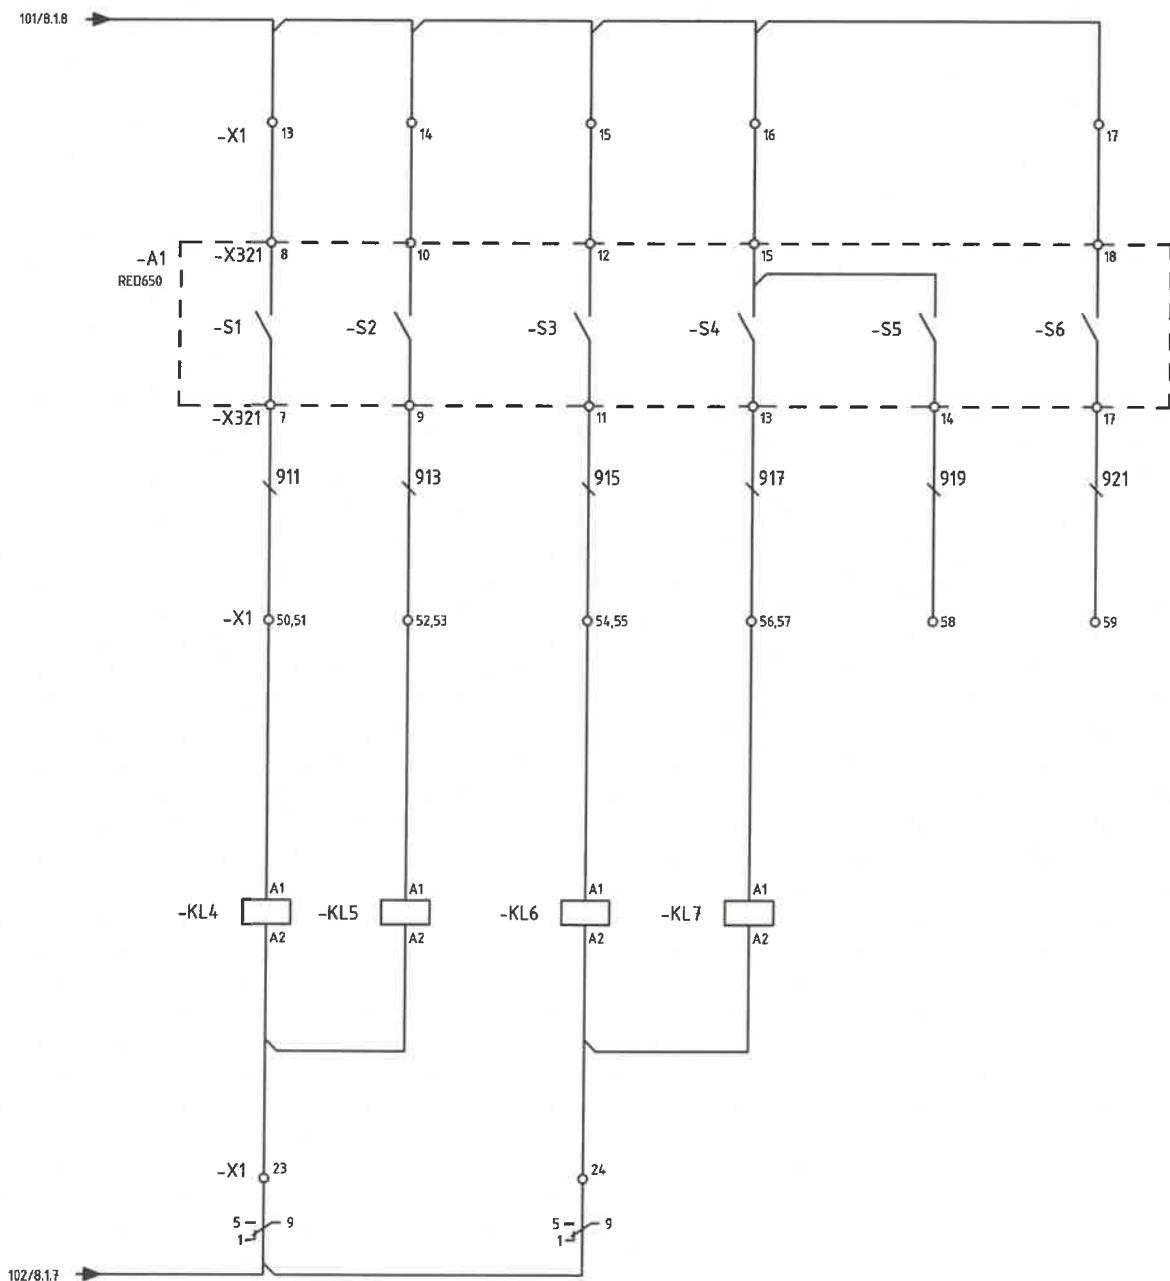 101/8.1.8
-X1 13 14 15 16 17
-A1 -X321 8 10 12 15 18
RED650
-S1 -S2 -S3 -S4 -S5 -S6
-X321 7 9 11 13 14 17
911 913 915 917 919 921
-X1 50,51 52,53 54,55 56,57 58 59
A1 A1 A1 A1
-KL4 -KL5 -KL6 -KL7
A2 A2 A2 A2
-X1 23 24
5 9 5 9
1 1
102/8.1.7